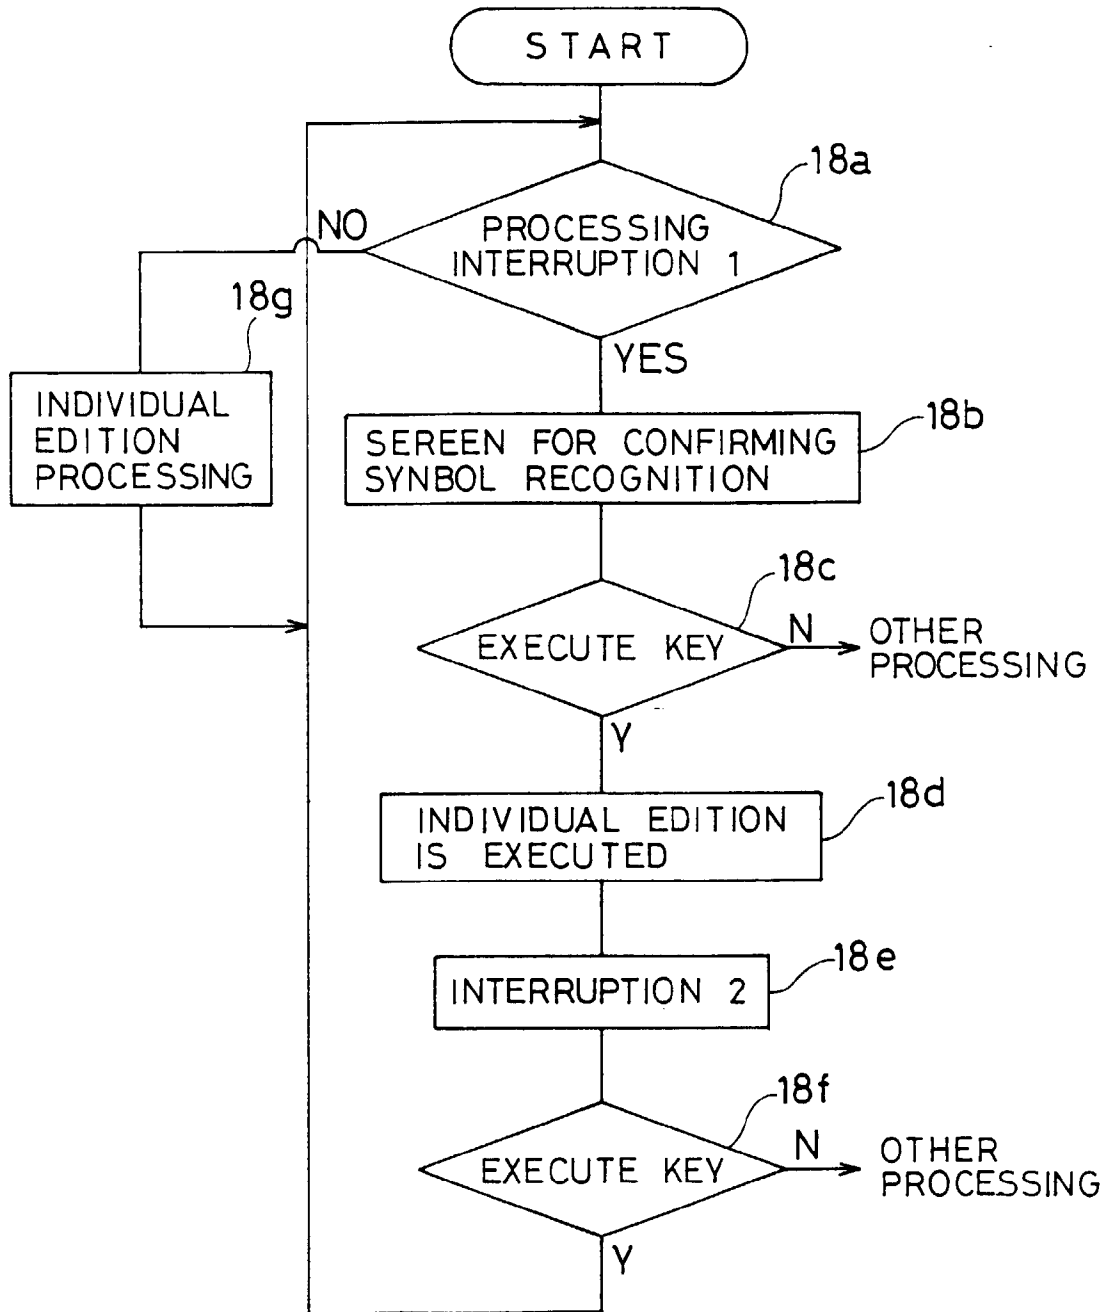 START
18a
NO
PROCESSING
INTERRUPTION 1
18g
YES
INDIVIDUAL
EDITION
PROCESSING
18b
SEREEN FOR CONFIRMING
SYNBOL RECOGNITION
18c
EXECUTE KEY
N
OTHER
PROCESSING
Y
18d
INDIVIDUAL EDITION
IS EXECUTED
18e
INTERRUPTION 2
18f
EXECUTE KEY
N
OTHER
PROCESSING
Y